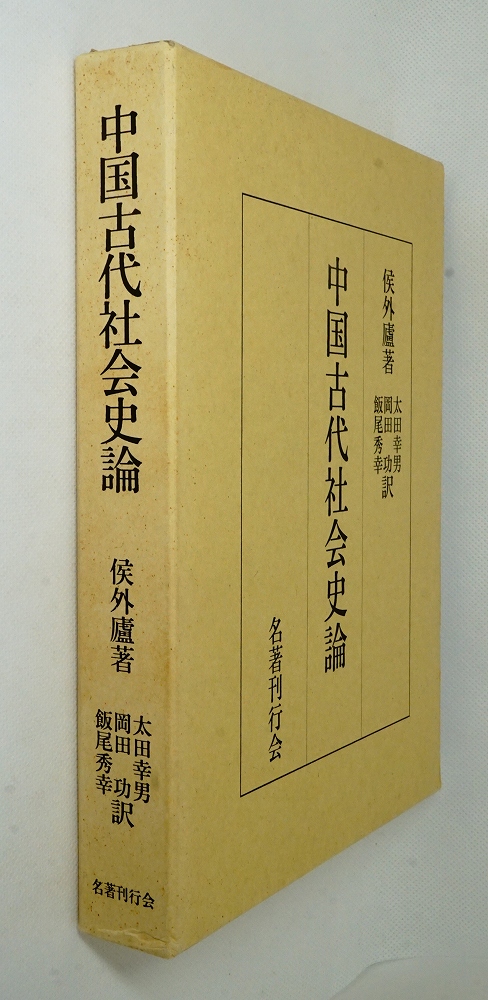 中国古代社会史論
侯外廬著
太田幸男
岡田功訳
飯尾秀幸
名著刊行会
侯外廬著
太田幸男
岡田功訳
飯尾秀幸
中国古代社会史論
名著刊行会